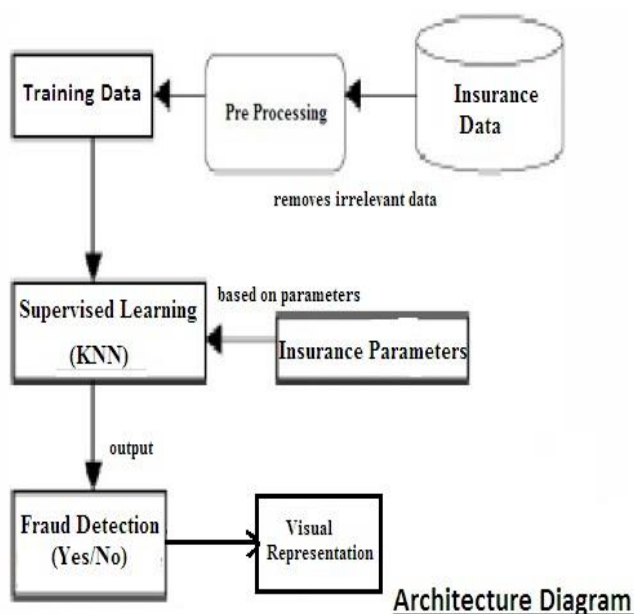 Training Data
Pre Processing
Insurance
Data
removes irrelevant data
based on parameters
Supervised Learning
(KNN)
Insurance Parameters
output
Fraud Detection
(Yes/No)
Visual
Representation
Architecture Diagram